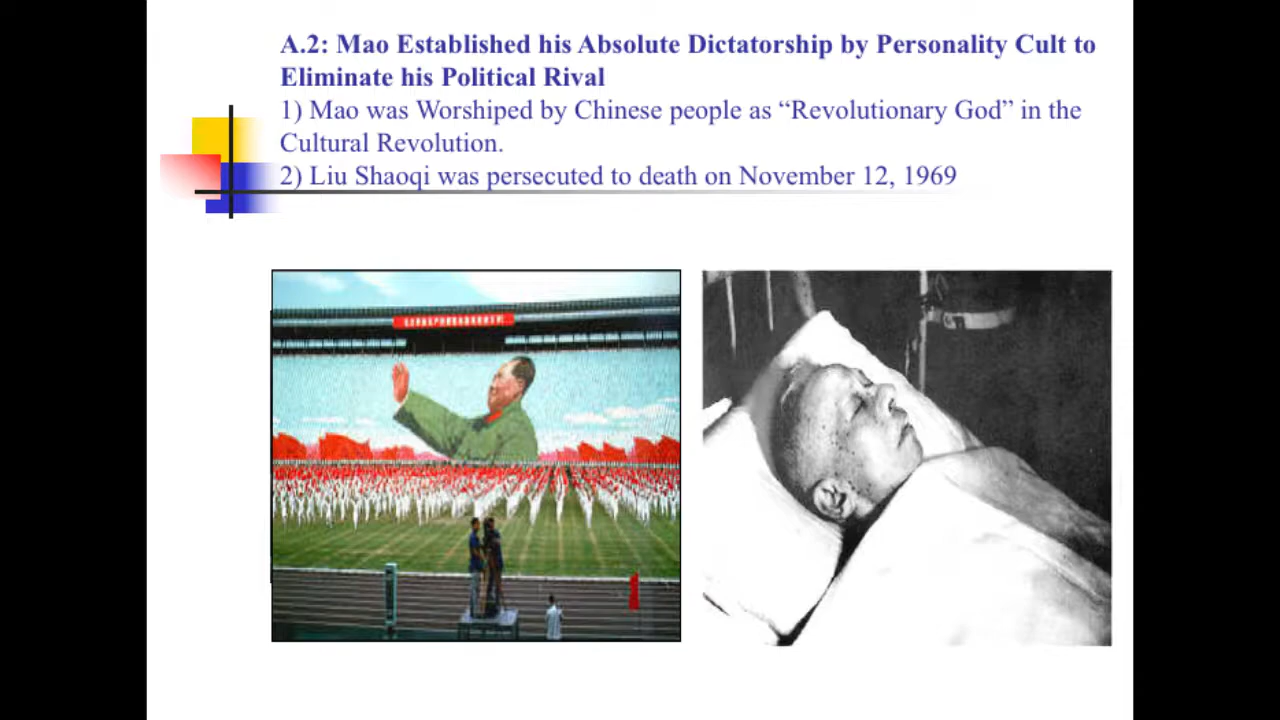 A.2: Mao Established his Absolute Dictatorship by Personality Cult to
Eliminate his Political Rival
1) Mao was Worshiped by Chinese people as “Revolutionary God” in the
Cultural Revolution.
2) Liu Shaoqi was persecuted to death on November 12, 1969